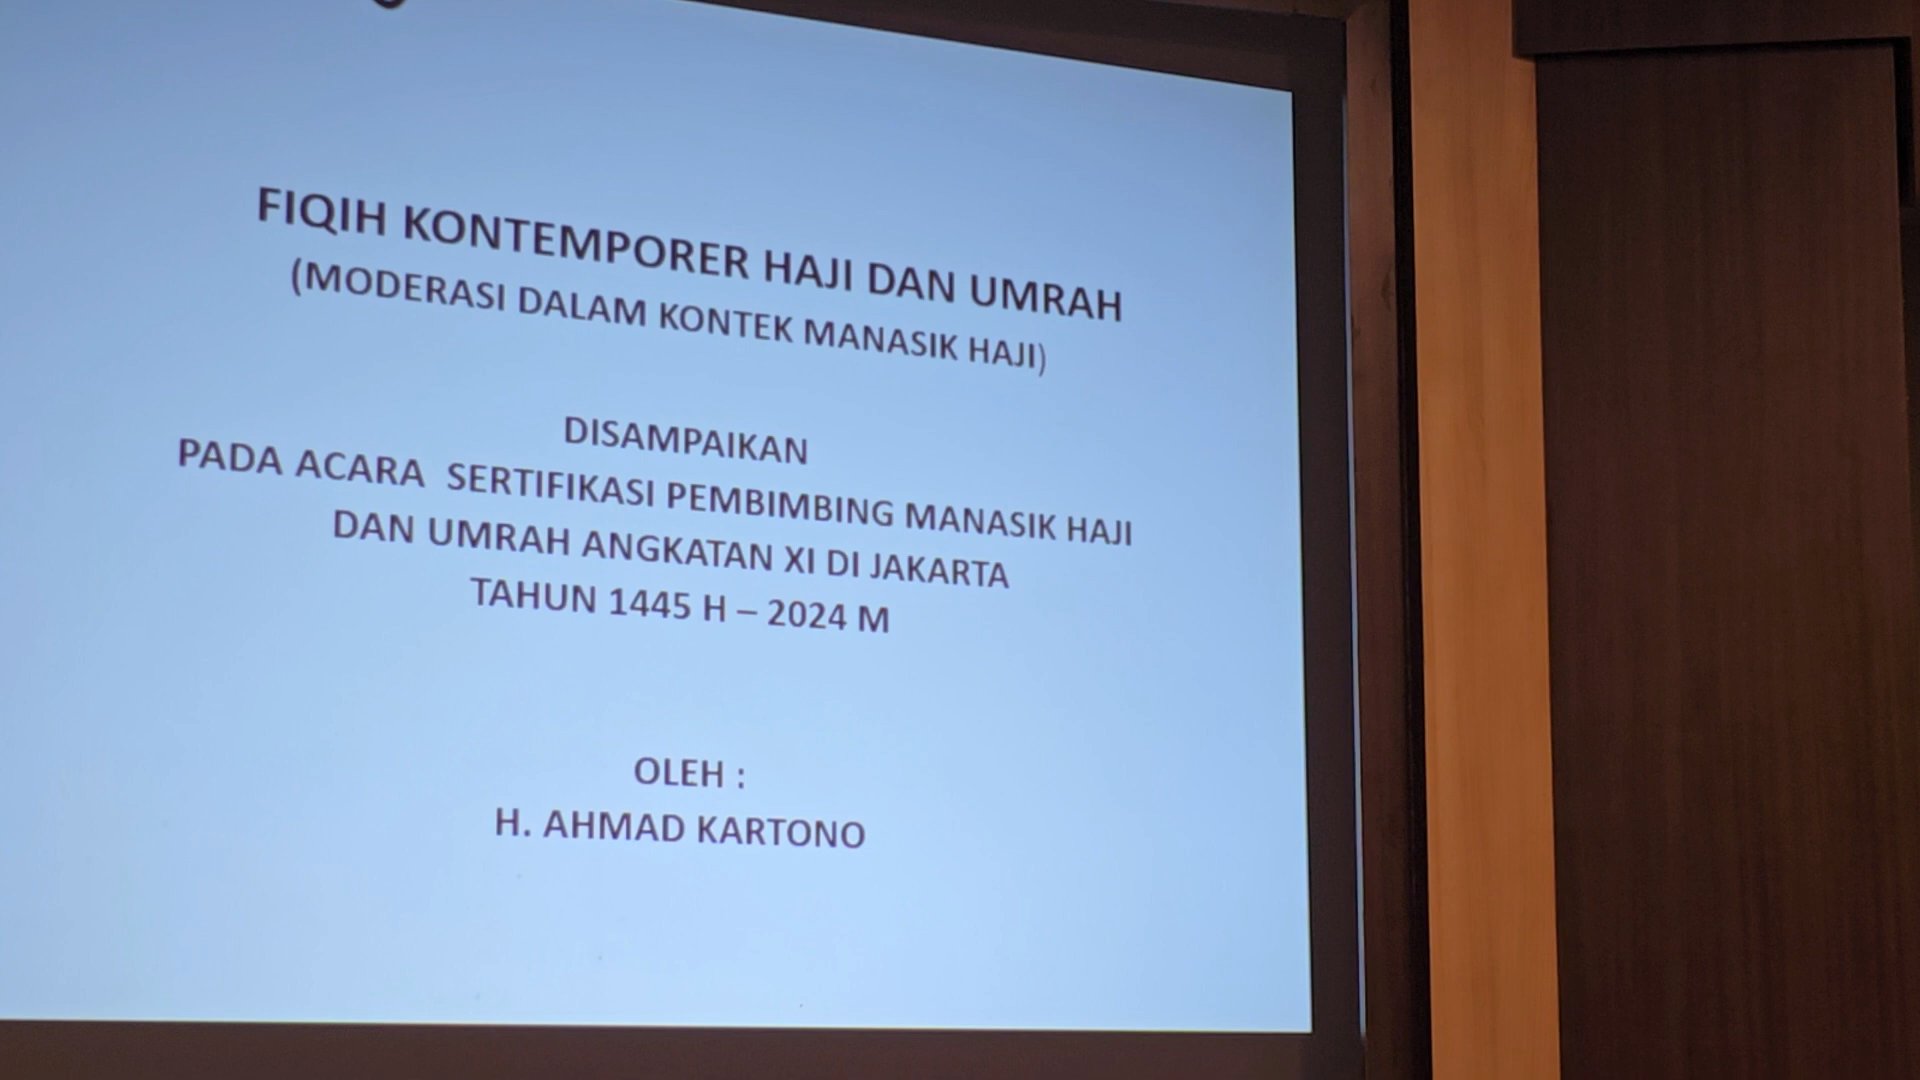 FIQIH KONTEMPORER HAJI DAN UMRAH
(MODERASI DALAM KONTEK MANASIK HAJI)
DISAMPAIKAN
PADA ACARA SERTIFIKASI PEMBIMBING MANASIK HAJI
DAN UMRAH ANGKATAN XI DI JAKARTA
TAHUN 1445 H – 2024 M
OLEH :
H. AHMAD KARTONO